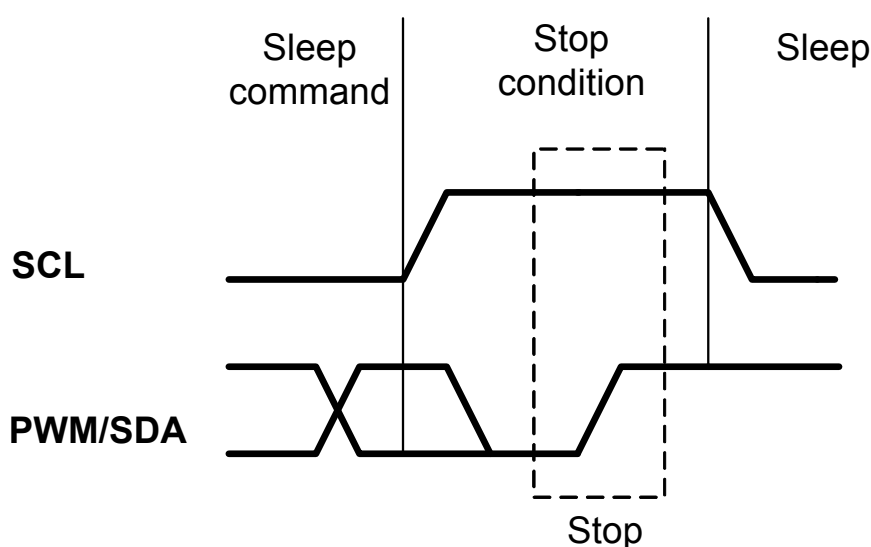 Sleep
command
Stop
condition
Sleep
SCL
PWM/SDA
Stop